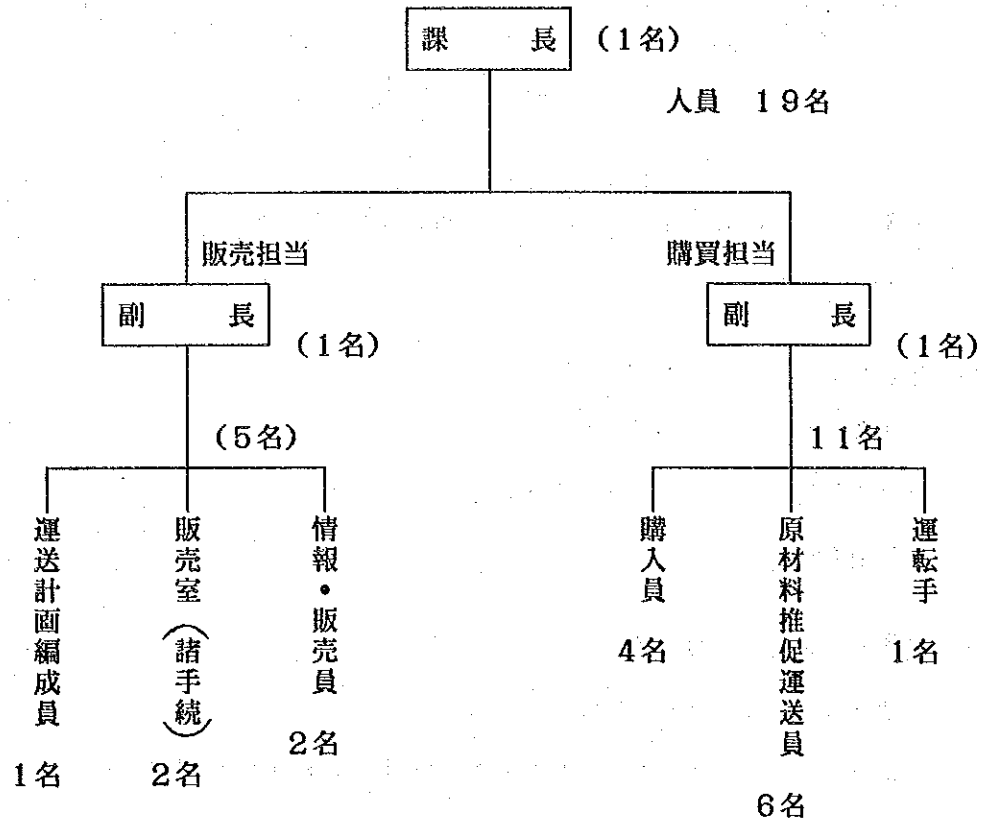 課長 (1名)
人員 19名
販売担当
購買担当
副長
(1名)
副長
(1名)
(5名)
11名
運送計画編成員
1名
販売室(諸手続)
2名
情報・販売員
2名
購入員
4名
原材料推促運送員
6名
運転手
1名